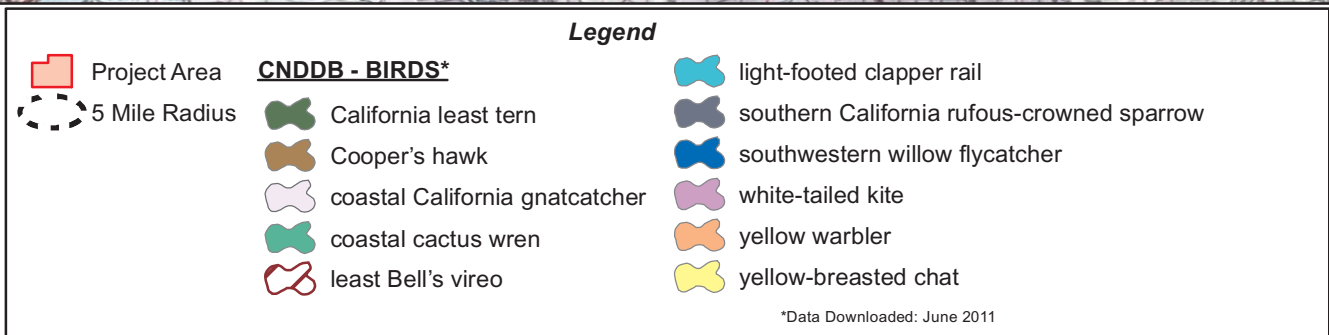 Legend
Project Area
5 Mile Radius
CNDDB - BIRDS*
California least tern
Cooper's hawk
coastal California gnatcatcher
coastal cactus wren
least Bell's vireo
light-footed clapper rail
southern California rufous-crowned sparrow
southwestern willow flycatcher
white-tailed kite
yellow warbler
yellow-breasted chat
*Data Downloaded: June 2011